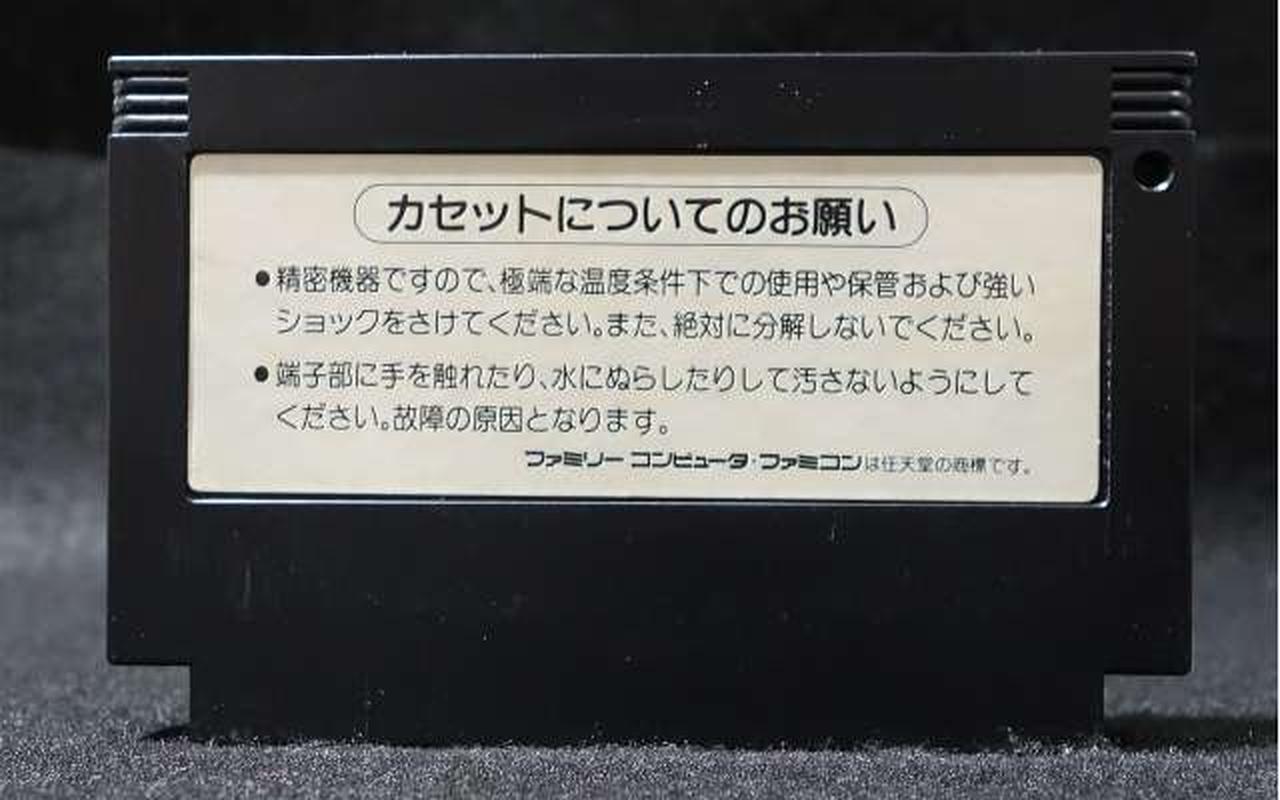 カセットについてのお願い
●精密機器ですので、極端な温度条件下での使用や保管および強い
ショックをさけてください。また、絶対に分解しないでください。
●端子部に手を触れたり、水にぬらしたりして汚さないようにして
ください。故障の原因となります。
ファミリー コンピュータ・ファミコンは任天堂の商標です。